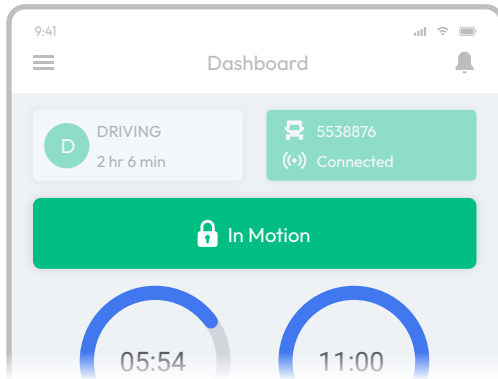 9:41
Dashboard
D
DRIVING
2 hr 6 min
5538876
Connected
In Motion
05:54
11:00